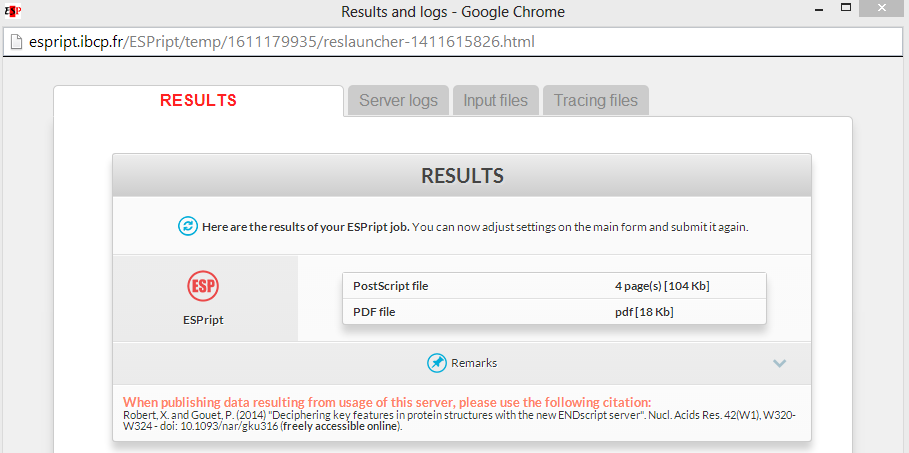 ESP
Results and logs - Google Chrome
espript.ibcp.fr/ESPript/temp/1611179935/reslauncher-1411615826.html
RESULTS Server logs Input files Tracing files
RESULTS
Here are the results of your ESPript job. You can now adjust settings on the main form and submit it again.
ESP
ESPript
PostScript file 4 page(s) [104 Kb]
PDF file pdf [18 Kb]
Remarks
When publishing data resulting from usage of this server, please use the following citation:
Robert, X. and Gouet, P. (2014) "Deciphering key features in protein structures with the new ENDscript server". Nucl. Acids Res. 42(W1), W320-
W324 - doi: 10.1093/nar/gku316 (freely accessible online).